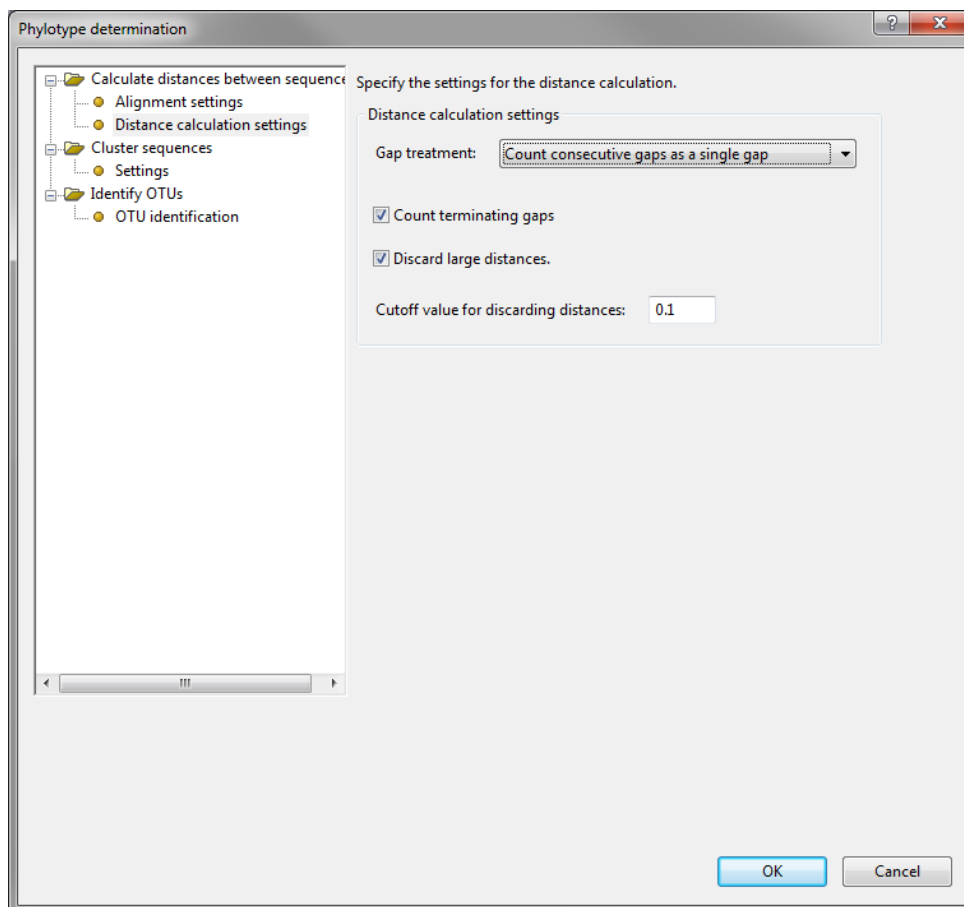 Phylotype determination
Calculate distances between sequence
Alignment settings
Distance calculation settings
Cluster sequences
Settings
Identify OTUs
OTU identification
Specify the settings for the distance calculation.
Distance calculation settings
Gap treatment: Count consecutive gaps as a single gap
Count terminating gaps
Discard large distances.
Cutoff value for discarding distances: 0.1
OK Cancel